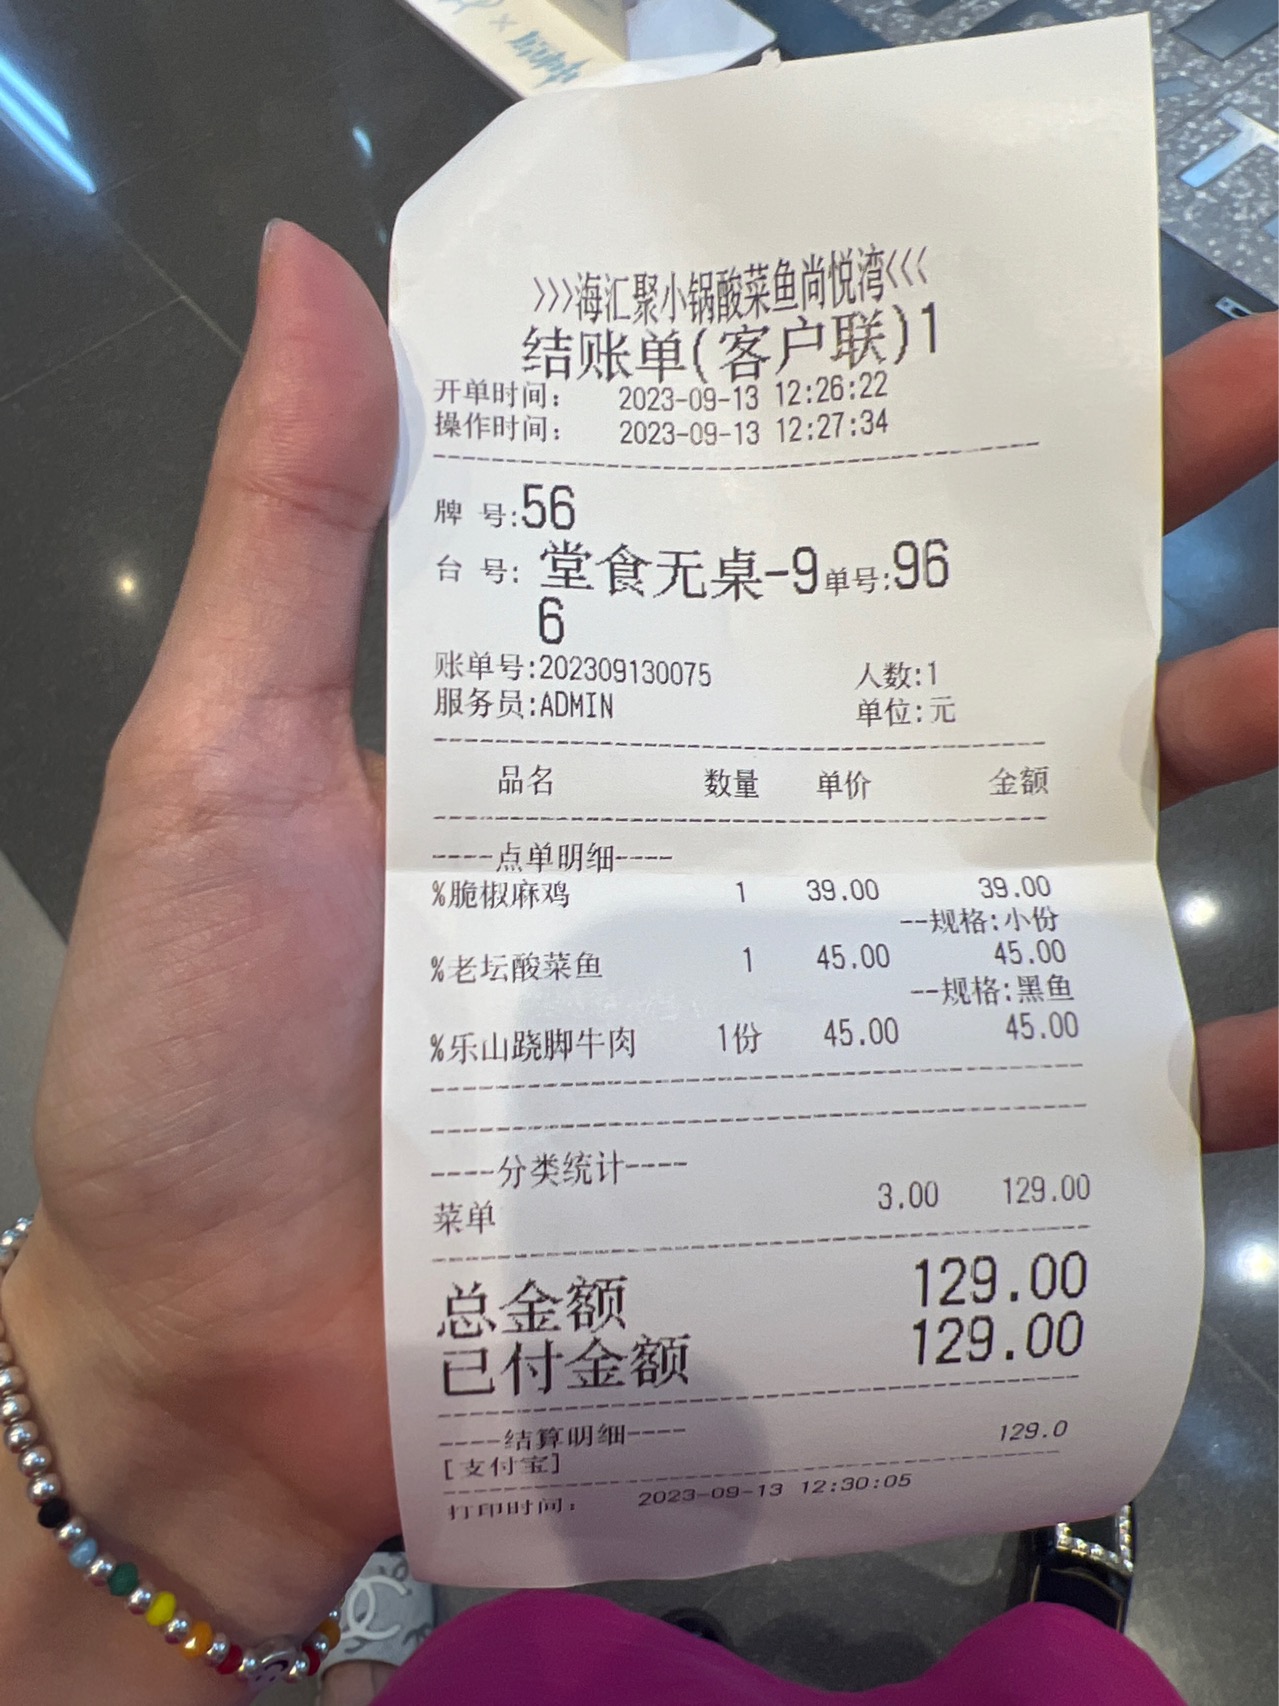 >>>海汇聚小锅酸菜鱼尚悦湾<<<
结账单(客户联)1
开单时间: 2023-09-13 12:26:22
操作时间: 2023-09-13 12:27:34
牌 号:56
台 号: 堂食无桌-9 单号:96
6
账单号:202309130075 人数:1
服务员:ADMIN 单位:元
品名 数量 单价 金额
----点单明细----
%脆椒麻鸡 1 39.00 39.00
--规格:小份
%老坛酸菜鱼 1 45.00 45.00
--规格:黑鱼
%乐山跷脚牛肉 1份 45.00 45.00
----分类统计----
菜单 3.00 129.00
总金额 129.00
已付金额 129.00
----结算明细----
[支付宝] 129.0
打印时间: 2023-09-13 12:30:05